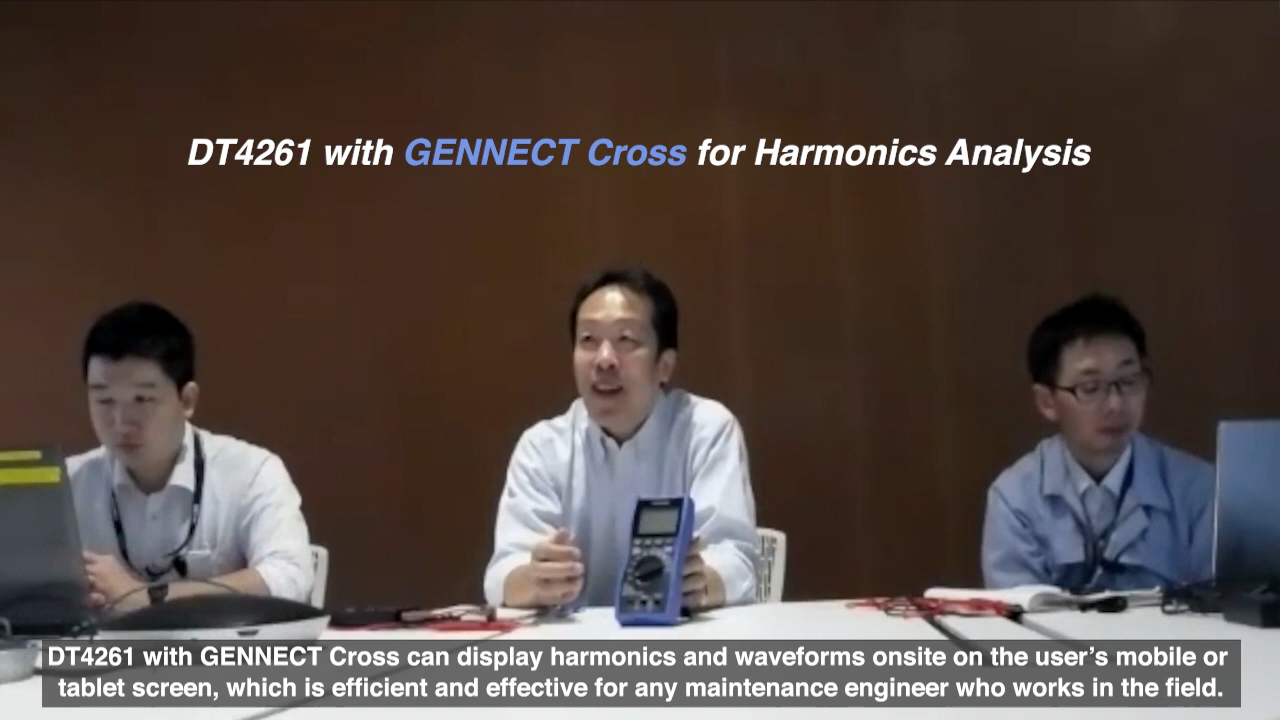 DT4261 with GENNECT Cross for Harmonics Analysis
DT4261 with GENNECT Cross can display harmonics and waveforms onsite on the user’s mobile or
tablet screen, which is efficient and effective for any maintenance engineer who works in the field.